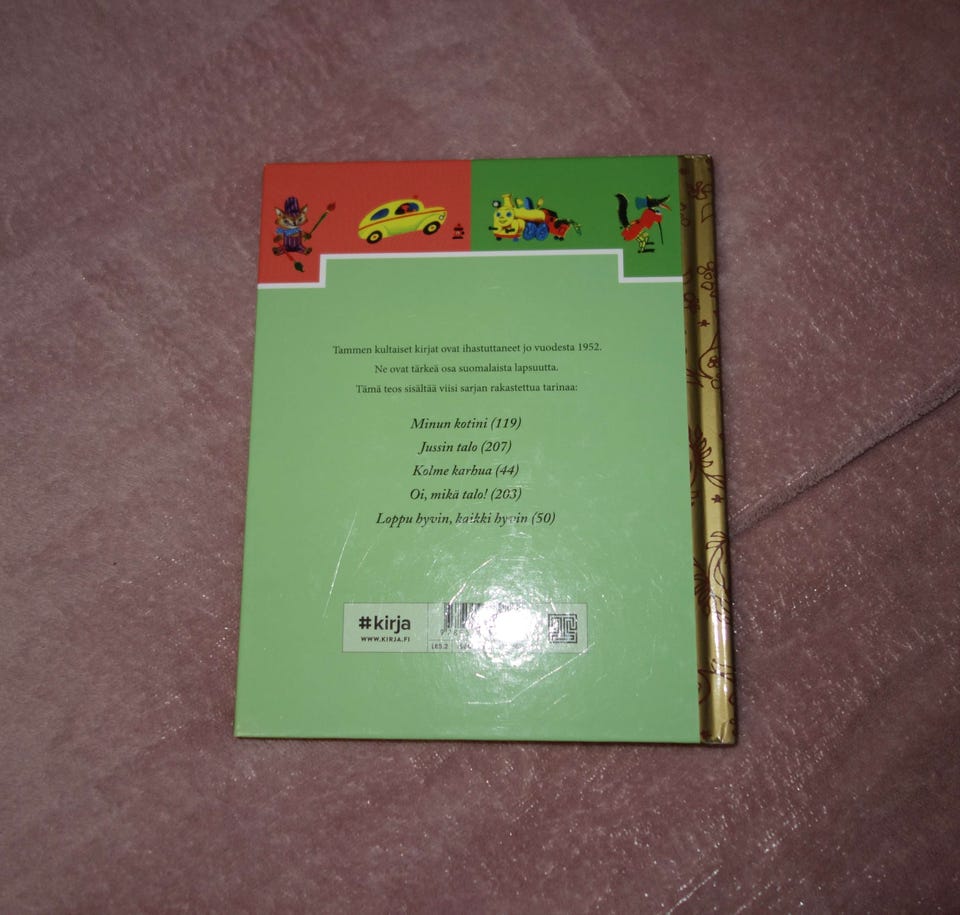 Tammen kultaiset kirjat ovat ihastuttaneet jo vuodesta 1952.
Ne ovat tärkeä osa suomalaista lapsuutta.
Tämä teos sisältää viisi sarjan rakastettua tarinaa:
Minun kotini (119)
Jussin talo (207)
Kolme karhua (44)
Oi, mikä talo! (203)
Loppu hyvin, kaikki hyvin (50)
#kirja
WWW.KIRJA.FI
L85.2